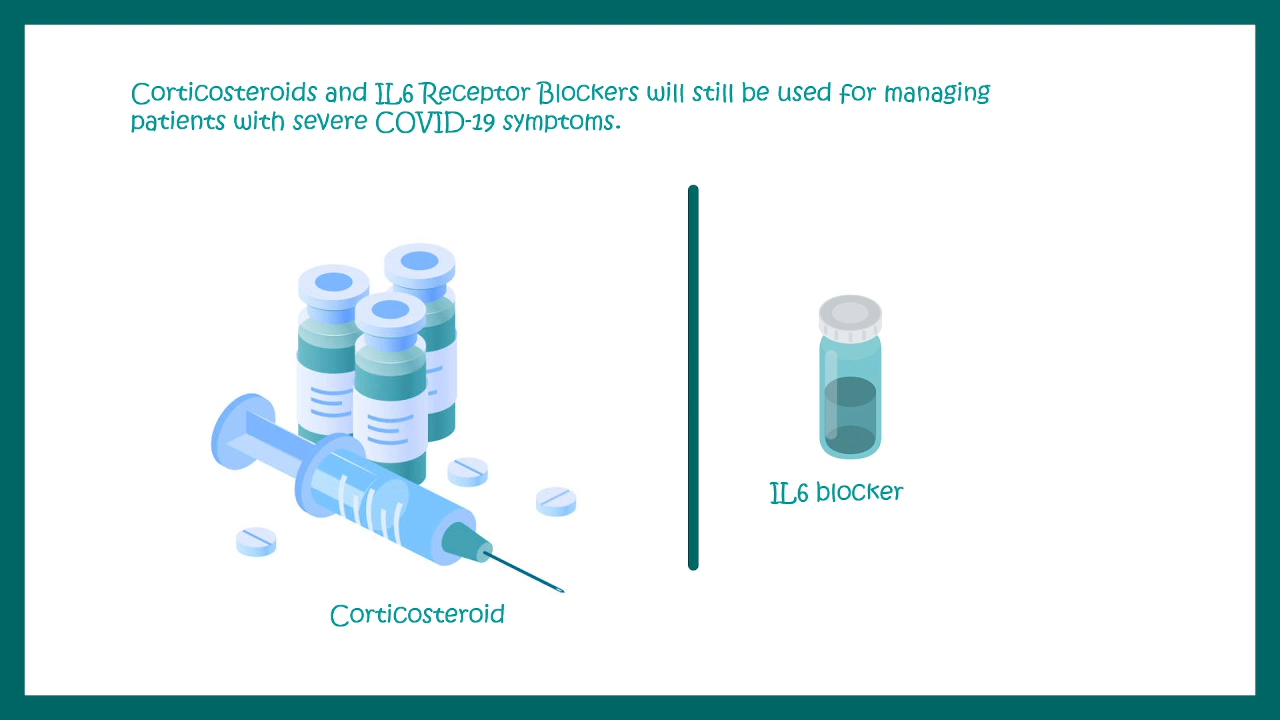 Corticosteroids and IL6 Receptor Blockers will still be used for managing
patients with severe COVID-19 symptoms.
IL6 blocker
Corticosteroid